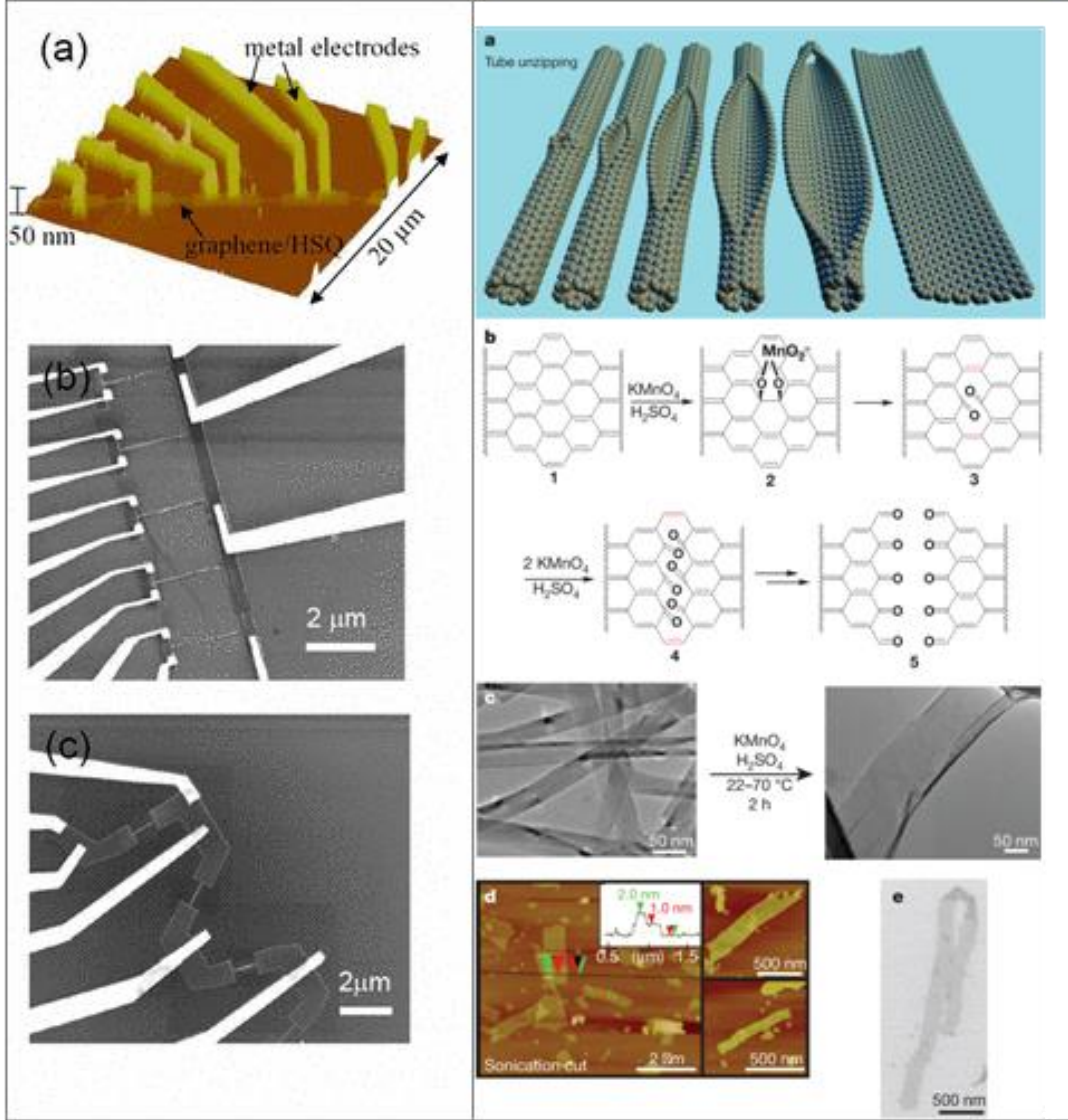 (a)
metal electrodes
50 nm
graphene/HSQ
20 µm
(b)
2 µm
(c)
2µm
a
Tube unzipping
b
KMnO₄
H₂SO₄
MnO₂⁻
O O
O
O
1
2
3
2 KMnO₄
H₂SO₄
O
O
O
O
O
O
O O
O O
O O
O O
O O
4
5
c
50 nm
KMnO₄
H₂SO₄
22–70 °C
2 h
50 nm
d
2.0 nm
1.0 nm
0.5 (µm) 1.5
Sonication cut
500 nm
500 nm
e
500 nm